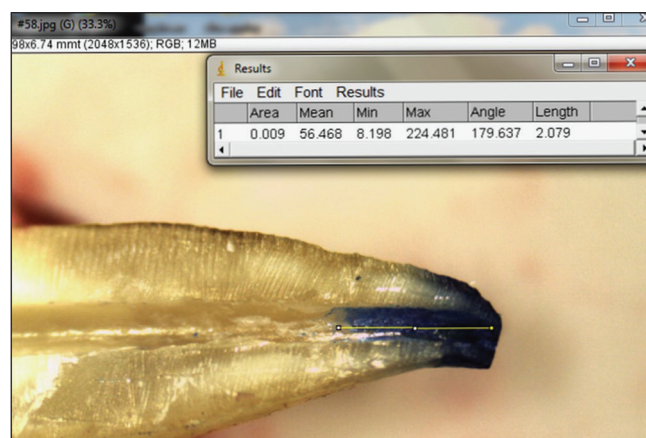 #58.jpg (G) (33.3%)
98x6.74 mmt (2048x1536); RGB; 12MB
Results
File Edit Font Results
Area Mean Min Max Angle Length
1 0.009 56.468 8.198 224.481 179.637 2.079